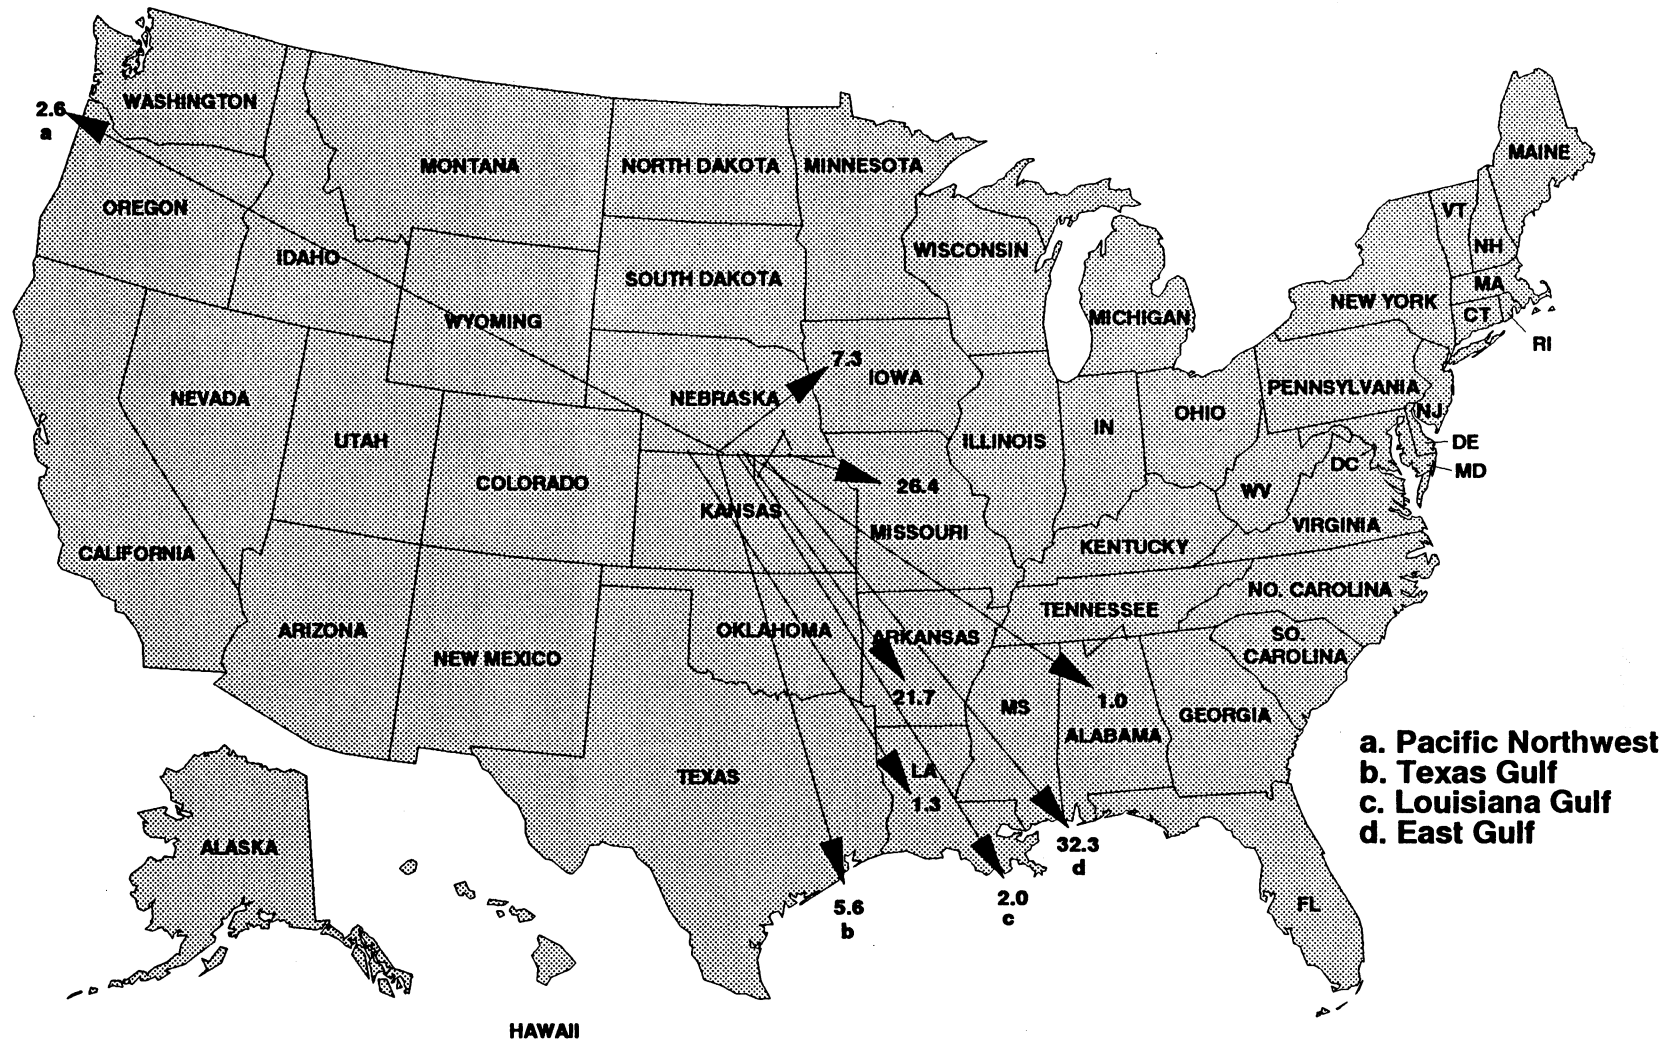 WASHINGTON
2.6
a
MONTANA
NORTH DAKOTA
MINNESOTA
MAINE
OREGON
VT
IDAHO
SOUTH DAKOTA
WISCONSIN
NH
MA
NEW YORK
CT
RI
WYOMING
MICHIGAN
7.3
IOWA
NEVADA
NEBRASKA
PENNSYLVANIA
NJ
UTAH
ILLINOIS
IN
OHIO
DE
MD
DC
COLORADO
26.4
WV
KANSAS
MISSOURI
VIRGINIA
CALIFORNIA
KENTUCKY
NO. CAROLINA
ARIZONA
OKLAHOMA
ARKANSAS
TENNESSEE
SO.
CAROLINA
NEW MEXICO
21.7
MS
1.0
ALABAMA
GEORGIA
TEXAS
LA
1.3
a. Pacific Northwest
b. Texas Gulf
c. Louisiana Gulf
d. East Gulf
ALASKA
32.3
d
5.6
b
2.0
c
FL
HAWAII